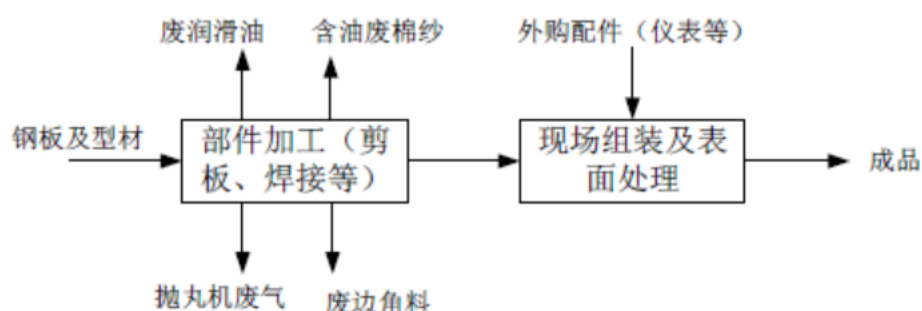 废润滑油
含油废棉纱
外购配件（仪表等）
钢板及型材
部件加工（剪
板、焊接等）
现场组装及表
面处理
成品
抛丸机废气
废边角料